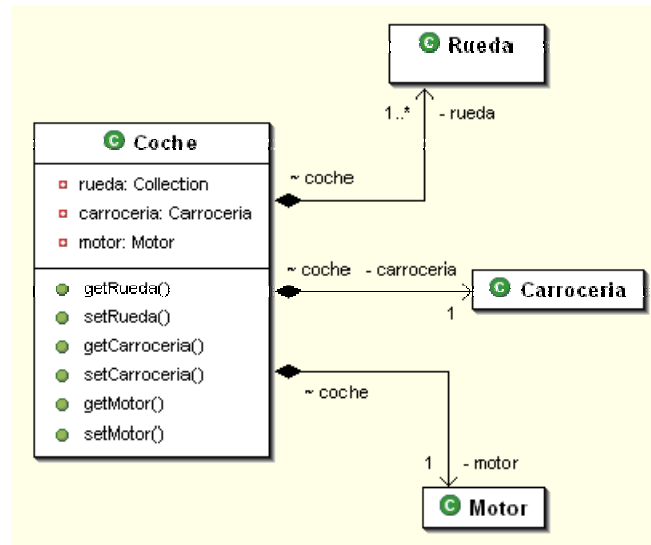 Rueda
1..* - rueda
Coche
rueda: Collection
carroceria: Carroceria
motor: Motor
getRueda()
setRueda()
getCarroceria()
setCarroceria()
getMotor()
setMotor()
~ coche
~ coche - carroceria
1
Carroceria
~ coche
1 - motor
Motor